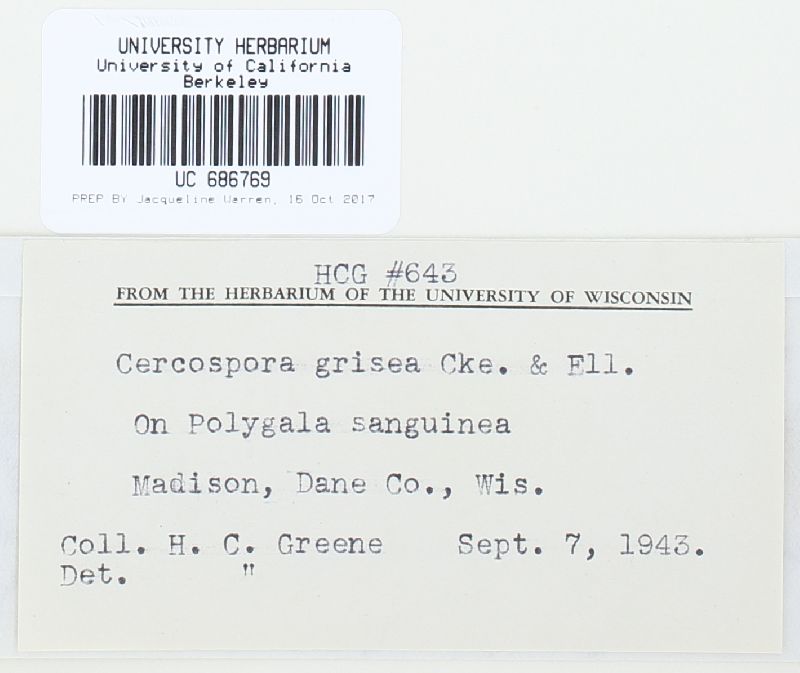 UNIVERSITY HERBARIUM
University of California
Berkeley
UC 686769
PREP BY Jacqueline Warren, 16 Oct 2017
HCG #643
FROM THE HERBARIUM OF THE UNIVERSITY OF WISCONSIN
Cercospora grisea Cke. & Ell.
On Polygala sanguinea
Madison, Dane Co., Wis.
Coll. H. C. Greene Sept. 7, 1943.
Det. "